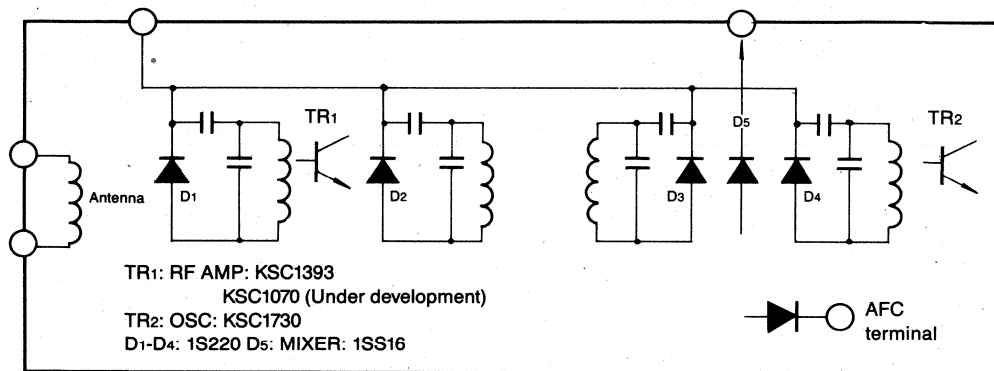 TR1
D5
TR2
Antenna
D1
D2
D3
D4
TR1: RF AMP: KSC1393
KSC1070 (Under development)
TR2: OSC: KSC1730
D1-D4: 1S220 D5: MIXER: 1SS16
AFC
terminal